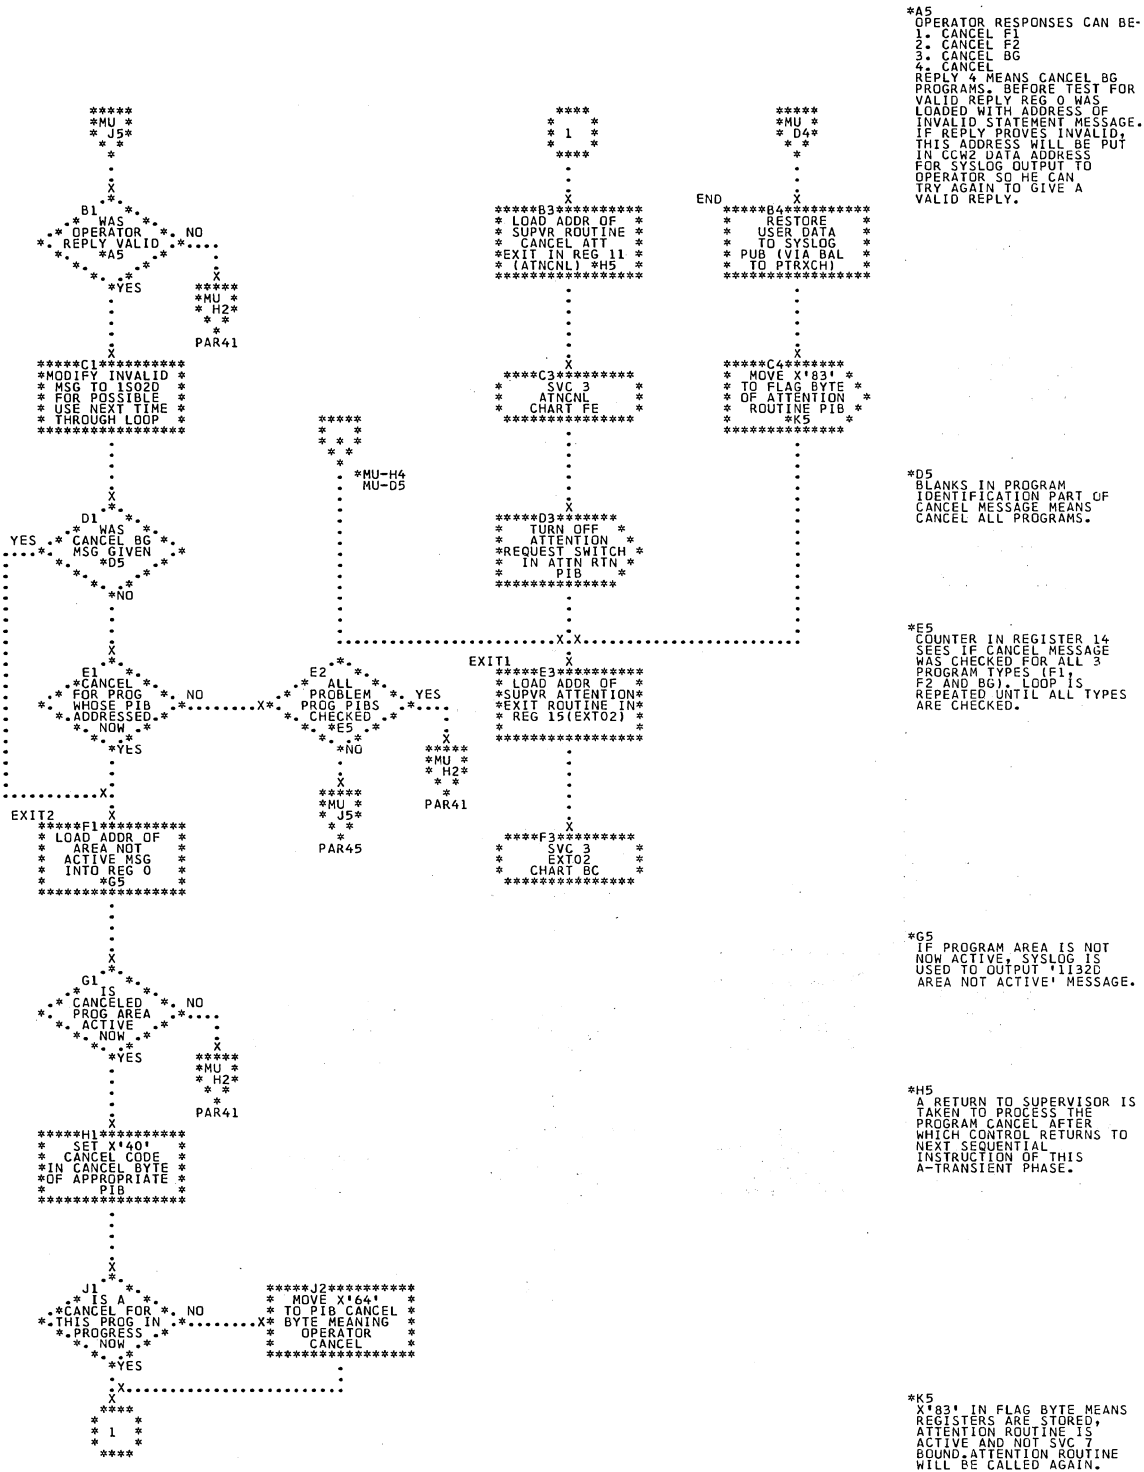 *A5
OPERATOR RESPONSES CAN BE-
1. CANCEL F1
2. CANCEL F2
3. CANCEL BG
4. CANCEL
REPLY 4 MEANS CANCEL BG
PROGRAMS. BEFORE TEST FOR
VALID REPLY REG 0 WAS
LOADED WITH ADDRESS OF
INVALID STATEMENT MESSAGE.
IF REPLY PROVES INVALID,
THIS ADDRESS WILL BE PUT
IN CCW2 DATA ADDRESS
FOR SYSLOG OUTPUT TO
OPERATOR SO HE CAN
TRY AGAIN TO GIVE A
VALID REPLY.
MU
J5
1
MU
D4
B1
WAS
OPERATOR
REPLY VALID
*A5
NO
YES
MU
H2
PAR41
B3
LOAD ADDR OF
SUPVR ROUTINE
CANCEL ATT
EXIT IN REG 11
(ATNCNL) *H5
END
B4
RESTORE
USER DATA
TO SYSLOG
PUB (VIA BAL
TO PTRXCH)
C1
MODIFY INVALID
MSG TO 1S02D
FOR POSSIBLE
USE NEXT TIME
THROUGH LOOP
C3
SVC 3
ATNCNL
CHART FE
C4
MOVE X'83'
TO FLAG BYTE
OF ATTENTION
ROUTINE PIB
*K5
*MU-H4
MU-D5
D1
WAS
CANCEL BG
MSG GIVEN
*D5
YES
NO
D3
TURN OFF
ATTENTION
REQUEST SWITCH
IN ATTN RTN
PIB
*D5
BLANKS IN PROGRAM
IDENTIFICATION PART OF
CANCEL MESSAGE MEANS
CANCEL ALL PROGRAMS.
E1
CANCEL
FOR PROG
WHOSE PIB
ADDRESSED
NOW
NO
YES
E2
ALL
PROBLEM
PROG PIBS
CHECKED
*E5
YES
NO
MU
H2
PAR41
MU
J5
PAR45
EXIT1
E3
LOAD ADDR OF
SUPVR ATTENTION
EXIT ROUTINE IN
REG 15(EXT02)
*E5
COUNTER IN REGISTER 14
SEES IF CANCEL MESSAGE
WAS CHECKED FOR ALL 3
PROGRAM TYPES (F1,
F2 AND BG). LOOP IS
REPEATED UNTIL ALL TYPES
ARE CHECKED.
EXIT2
F1
LOAD ADDR OF
AREA NOT
ACTIVE MSG
INTO REG 0
*G5
F3
SVC 3
EXT02
CHART BC
G1
IS
CANCELED
PROG AREA
ACTIVE
NOW
NO
YES
MU
H2
PAR41
*G5
IF PROGRAM AREA IS NOT
NOW ACTIVE, SYSLOG IS
USED TO OUTPUT '1I32D
AREA NOT ACTIVE' MESSAGE.
H1
SET X'40'
CANCEL CODE
IN CANCEL BYTE
OF APPROPRIATE
PIB
*H5
A RETURN TO SUPERVISOR IS
TAKEN TO PROCESS THE
PROGRAM CANCEL AFTER
WHICH CONTROL RETURNS TO
NEXT SEQUENTIAL
INSTRUCTION OF THIS
A-TRANSIENT PHASE.
J1
IS A
CANCEL FOR
THIS PROG IN
PROGRESS
NOW
NO
YES
J2
MOVE X'64'
TO PIB CANCEL
BYTE MEANING
OPERATOR
CANCEL
1
*K5
X'83' IN FLAG BYTE MEANS
REGISTERS ARE STORED,
ATTENTION ROUTINE IS
ACTIVE AND NOT SVC 7
BOUND.ATTENTION ROUTINE
WILL BE CALLED AGAIN.